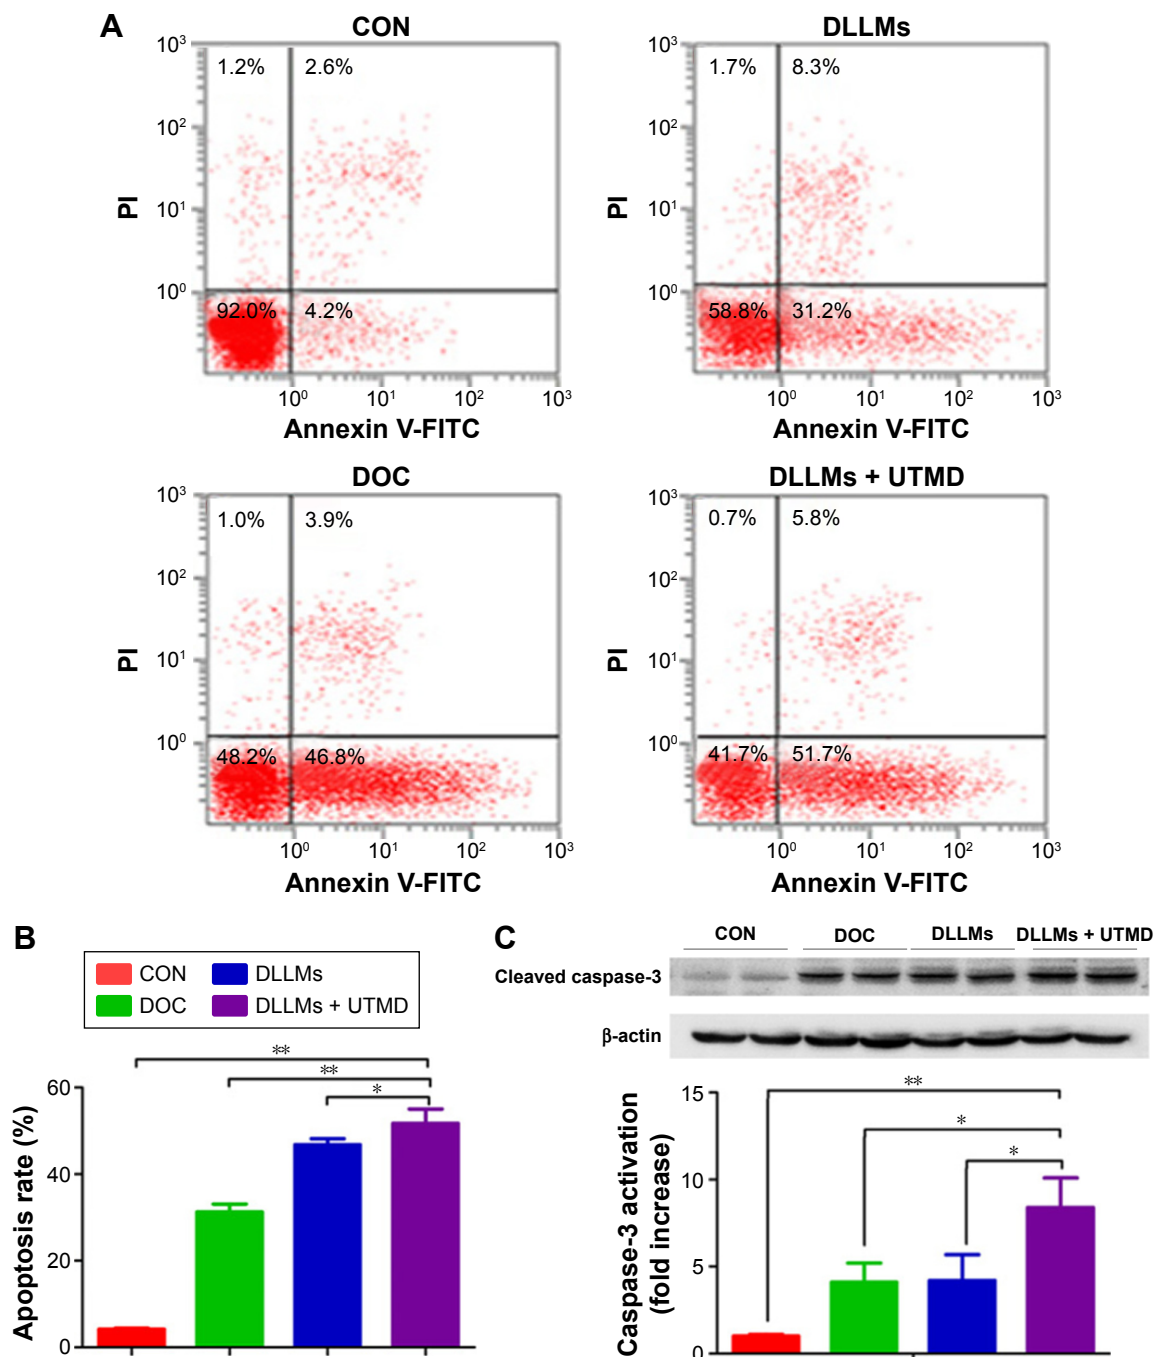 A
CON
DLLMs
10³
1.2%
2.6%
10²
PI
10¹
10⁰
92.0%
4.2%
10⁰ 10¹ 10² 10³
Annexin V-FITC
10³
1.7%
8.3%
10²
PI
10¹
10⁰
58.8%
31.2%
10⁰ 10¹ 10² 10³
Annexin V-FITC
DOC
DLLMs + UTMD
10³
1.0%
3.9%
10²
PI
10¹
10⁰
48.2%
46.8%
10⁰ 10¹ 10² 10³
Annexin V-FITC
10³
0.7%
5.8%
10²
PI
10¹
10⁰
41.7%
51.7%
10⁰ 10¹ 10² 10³
Annexin V-FITC
B
CON
DLLMs
DOC
DLLMs + UTMD
**
**
*
60
40
20
0
Apoptosis rate (%)
C
CON DOC DLLMs DLLMs + UTMD
Cleaved caspase-3
β-actin
**
*
*
15
10
5
0
Caspase-3 activation
(fold increase)